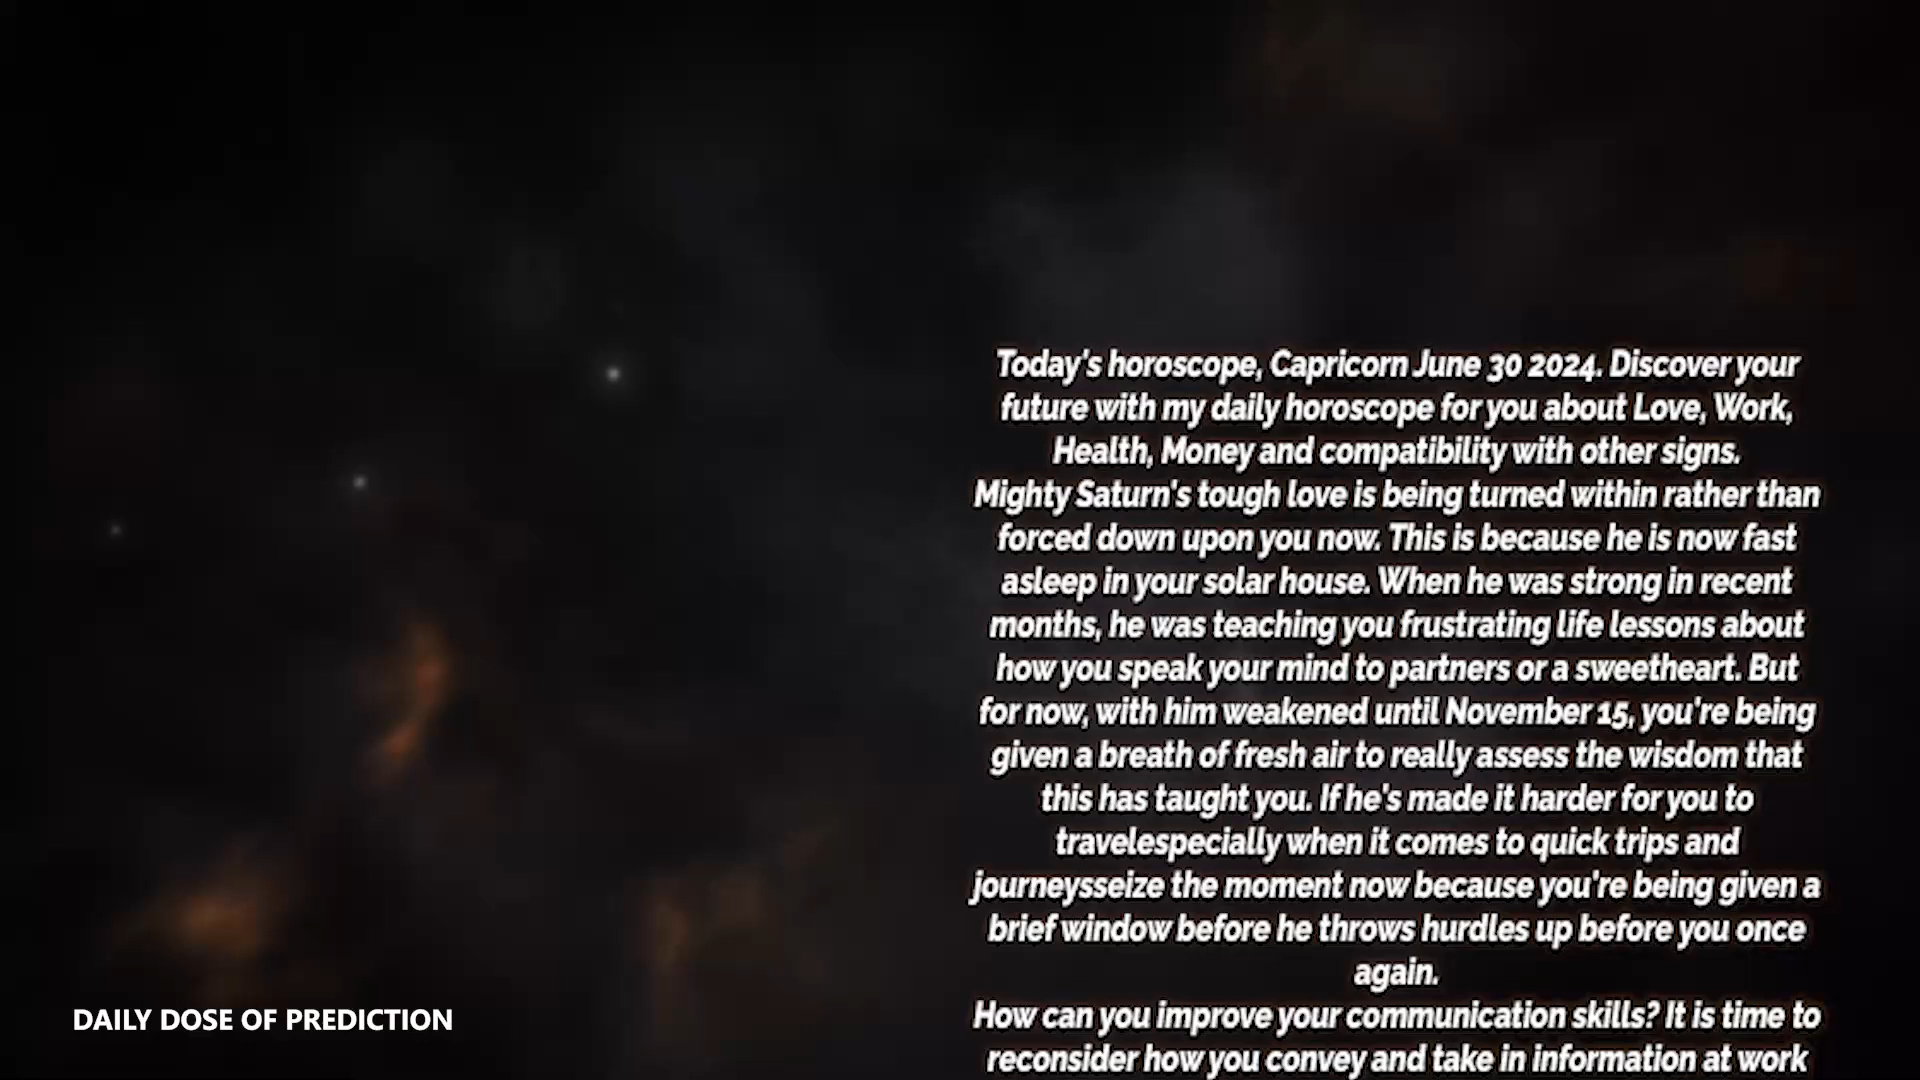 Today's horoscope, Capricorn June 30 2024. Discover your
future with my daily horoscope for you about Love, Work,
Health, Money and compatibility with other signs.
Mighty Saturn's tough love is being turned within rather than
forced down upon you now. This is because he is now fast
asleep in your solar house. When he was strong in recent
months, he was teaching you frustrating life lessons about
how you speak your mind to partners or a sweetheart. But
for now, with him weakened until November 15, you're being
given a breath of fresh air to really assess the wisdom that
this has taught you. If he's made it harder for you to
travelespecially when it comes to quick trips and
journeysseize the moment now because you're being given a
brief window before he throws hurdles up before you once
again.
How can you improve your communication skills? It is time to
reconsider how you convey and take in information at work
DAILY DOSE OF PREDICTION